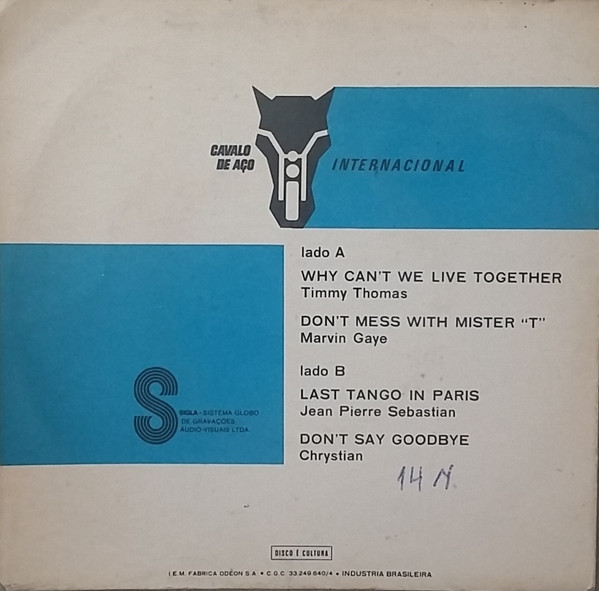 CAVALO
DE AÇO
INTERNACIONAL
lado A
WHY CAN'T WE LIVE TOGETHER
Timmy Thomas
DON'T MESS WITH MISTER "T"
Marvin Gaye
lado B
LAST TANGO IN PARIS
Jean Pierre Sebastian
DON'T SAY GOODBYE
Chrystian
SIGLA - SISTEMA GLOBO
DE GRAVAÇÕES
AUDIO-VISUAIS LTDA.
DISCO É CULTURA
I.E.M. FABRICA ODEON S.A. • C.G.C. 33.249.640/4 • INDUSTRIA BRASILEIRA